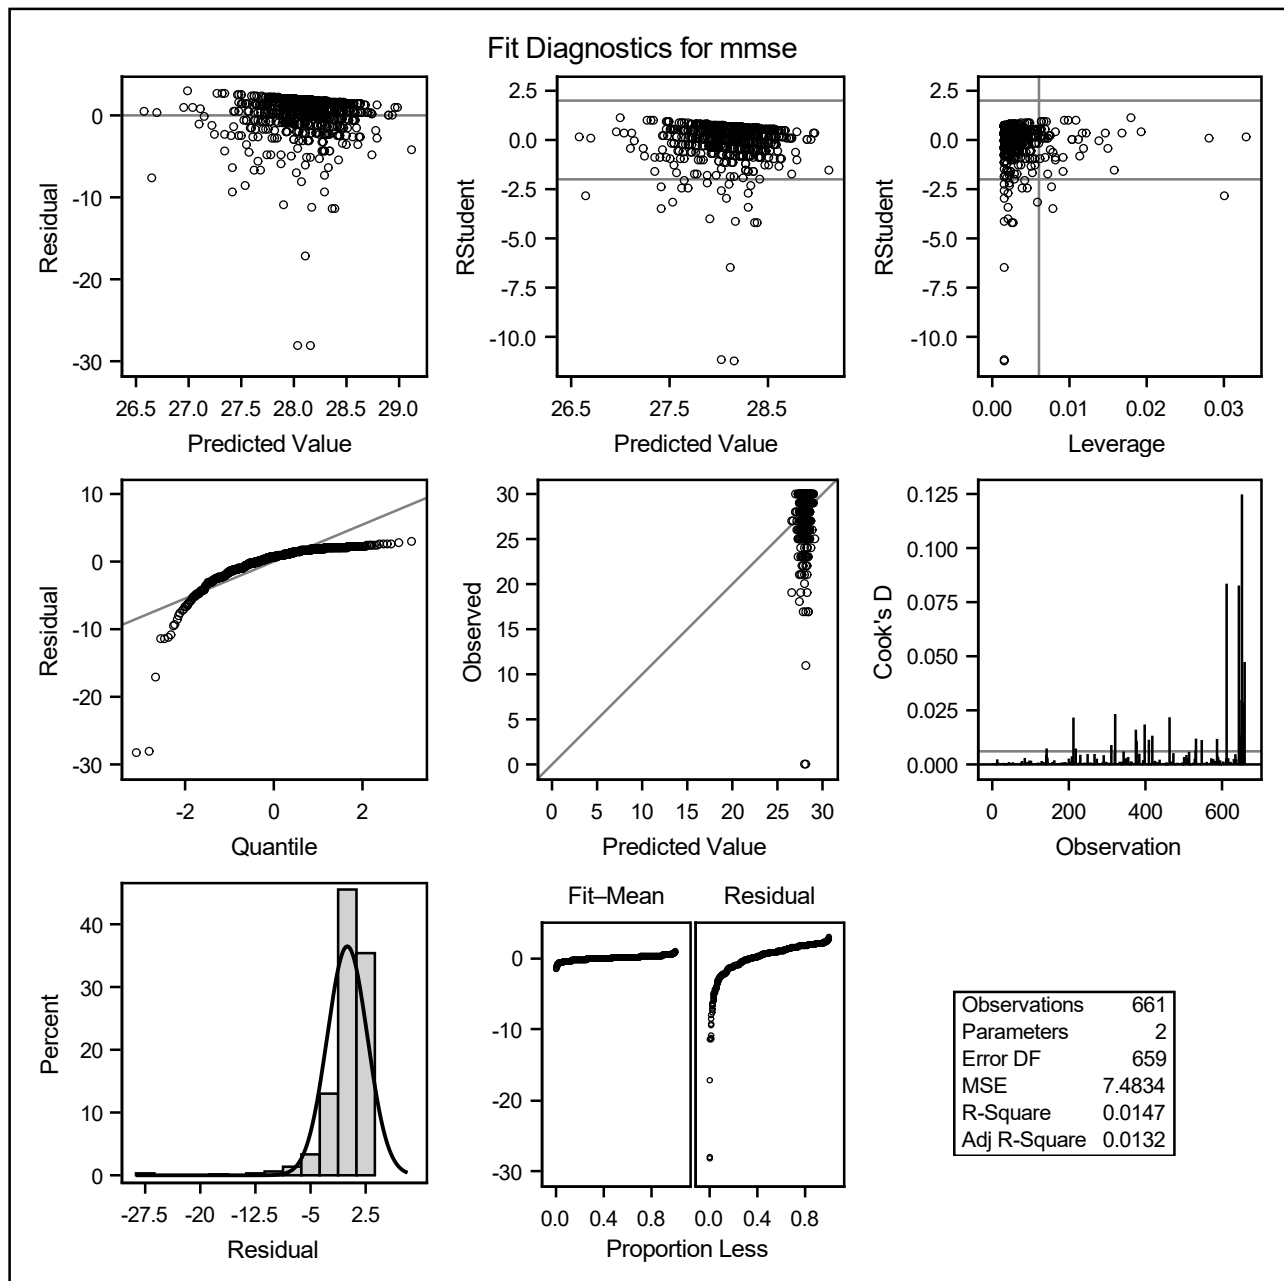 Fit Diagnostics for mmse
0
-10
-20
-30
Residual
26.5 27.0 27.5 28.0 28.5 29.0
Predicted Value
2.5
0.0
-2.5
-5.0
-7.5
-10.0
RStudent
26.5 27.5 28.5
Predicted Value
2.5
0.0
-2.5
-5.0
-7.5
-10.0
RStudent
0.00 0.01 0.02 0.03
Leverage
10
0
-10
-20
-30
Residual
-2 0 2
Quantile
30
25
20
15
10
5
0
Observed
0 5 10 15 20 25 30
Predicted Value
0.125
0.100
0.075
0.050
0.025
0.000
Cook's D
0 200 400 600
Observation
40
30
20
10
0
Percent
-27.5 -20 -12.5 -5 2.5
Residual
Fit–Mean Residual
0
-10
-20
-30
0.0 0.4 0.8 0.0 0.4 0.8
Proportion Less
Observations 661
Parameters 2
Error DF 659
MSE 7.4834
R-Square 0.0147
Adj R-Square 0.0132